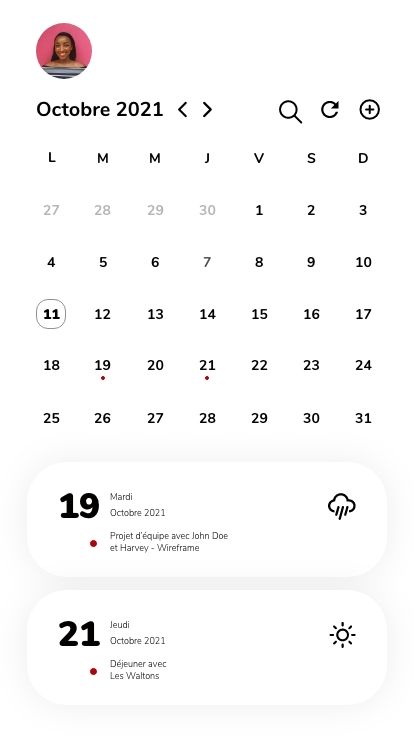 Octobre 2021
L M M J V S D
27 28 29 30 1 2 3
4 5 6 7 8 9 10
11 12 13 14 15 16 17
18 19 20 21 22 23 24
25 26 27 28 29 30 31
19
Mardi
Octobre 2021
Projet d'équipe avec John Doe
et Harvey - Wireframe
21
Jeudi
Octobre 2021
Déjeuner avec
Les Waltons